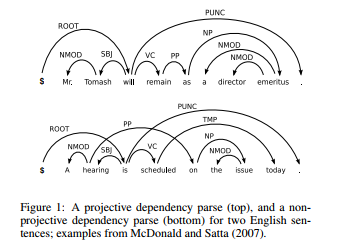 PUNC
ROOT NP
NMOD
NMOD SBJ VC PP NMOD
$ Mr. Tomash will remain as a director emeritus .
PUNC
TMP
ROOT PP
NP
NMOD SBJ VC NMOD
$ A hearing is scheduled on the issue today .
Figure 1: A projective dependency parse (top), and a non-
projective dependency parse (bottom) for two English sen-
tences; examples from McDonald and Satta (2007).